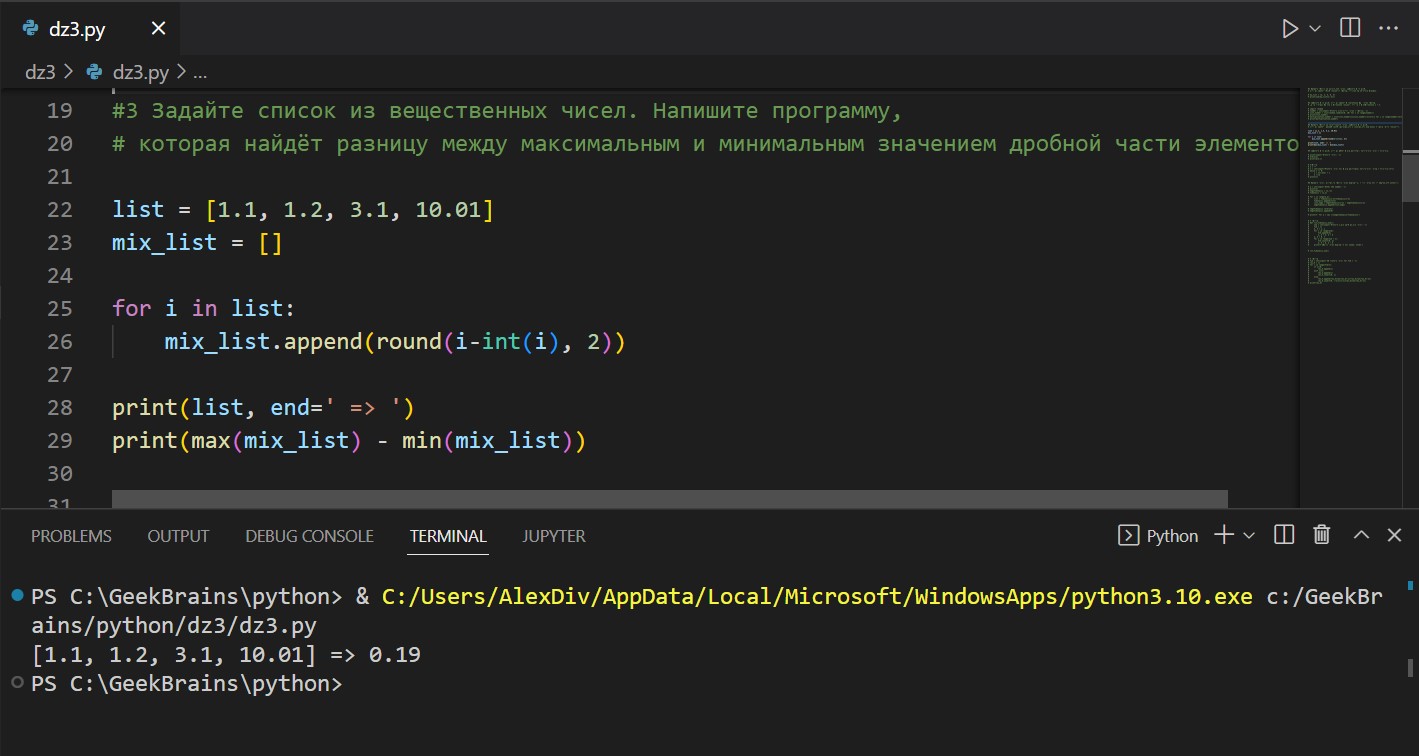 dz3.py
dz3 > dz3.py > ...
19 #3 Задайте список из вещественных чисел. Напишите программу,
20 # которая найдёт разницу между максимальным и минимальным значением дробной части элементо
21
22 list = [1.1, 1.2, 3.1, 10.01]
23 mix_list = []
24
25 for i in list:
26     mix_list.append(round(i-int(i), 2))
27
28 print(list, end=' => ')
29 print(max(mix_list) - min(mix_list))
30
31
PROBLEMS OUTPUT DEBUG CONSOLE TERMINAL JUPYTER Python
PS C:\GeekBrains\python> & C:/Users/AlexDiv/AppData/Local/Microsoft/WindowsApps/python3.10.exe c:/GeekBr
ains/python/dz3/dz3.py
[1.1, 1.2, 3.1, 10.01] => 0.19
PS C:\GeekBrains\python>